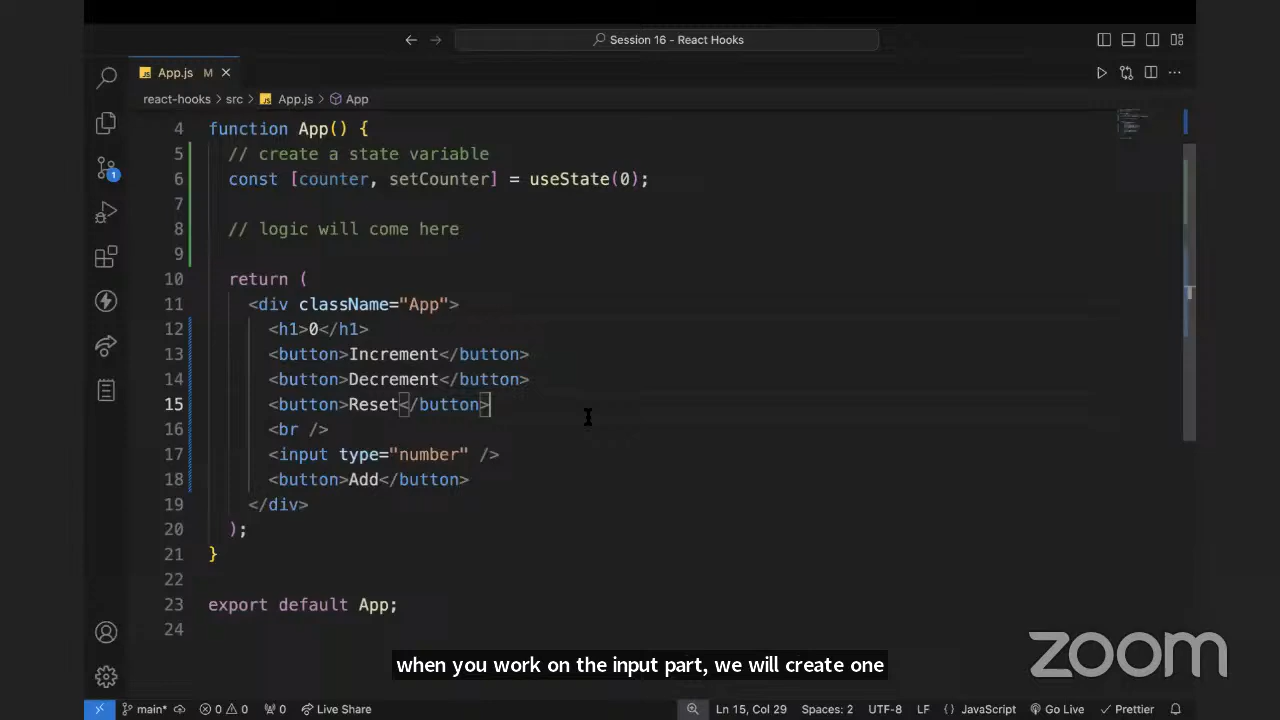 Session 16 - React Hooks
App.js M
react-hooks > src > App.js > App
4 function App() {
5 // create a state variable
6 const [counter, setCounter] = useState(0);
7
8 // logic will come here
9
10 return (
11 <div className="App">
12 <h1>0</h1>
13 <button>Increment</button>
14 <button>Decrement</button>
15 <button>Reset</button>
16 <br />
17 <input type="number" />
18 <button>Add</button>
19 </div>
20 );
21 }
22
23 export default App;
24
1
when you work on the input part, we will create one
zoom
main* 0 0 0 Live Share Ln 15, Col 29 Spaces: 2 UTF-8 LF {} JavaScript Go Live Prettier